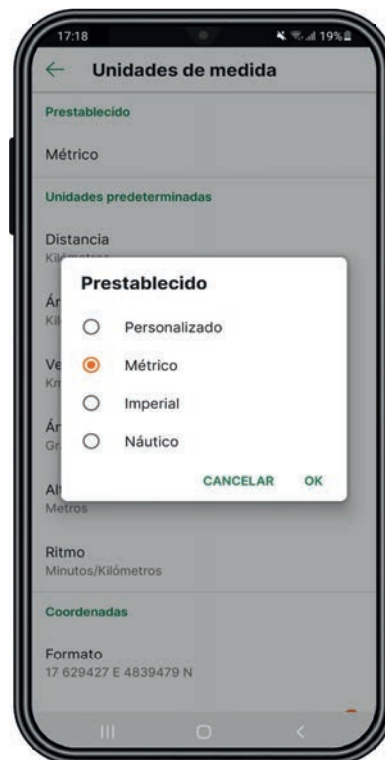 17:18
19%
Unidades de medida
Prestablecido
Métrico
Unidades predeterminadas
Distancia
Prestablecido
Personalizado
Métrico
Imperial
Náutico
CANCELAR OK
Metros
Ritmo
Minutos/Kilómetros
Coordenadas
Formato
17 629427 E 4839479 N